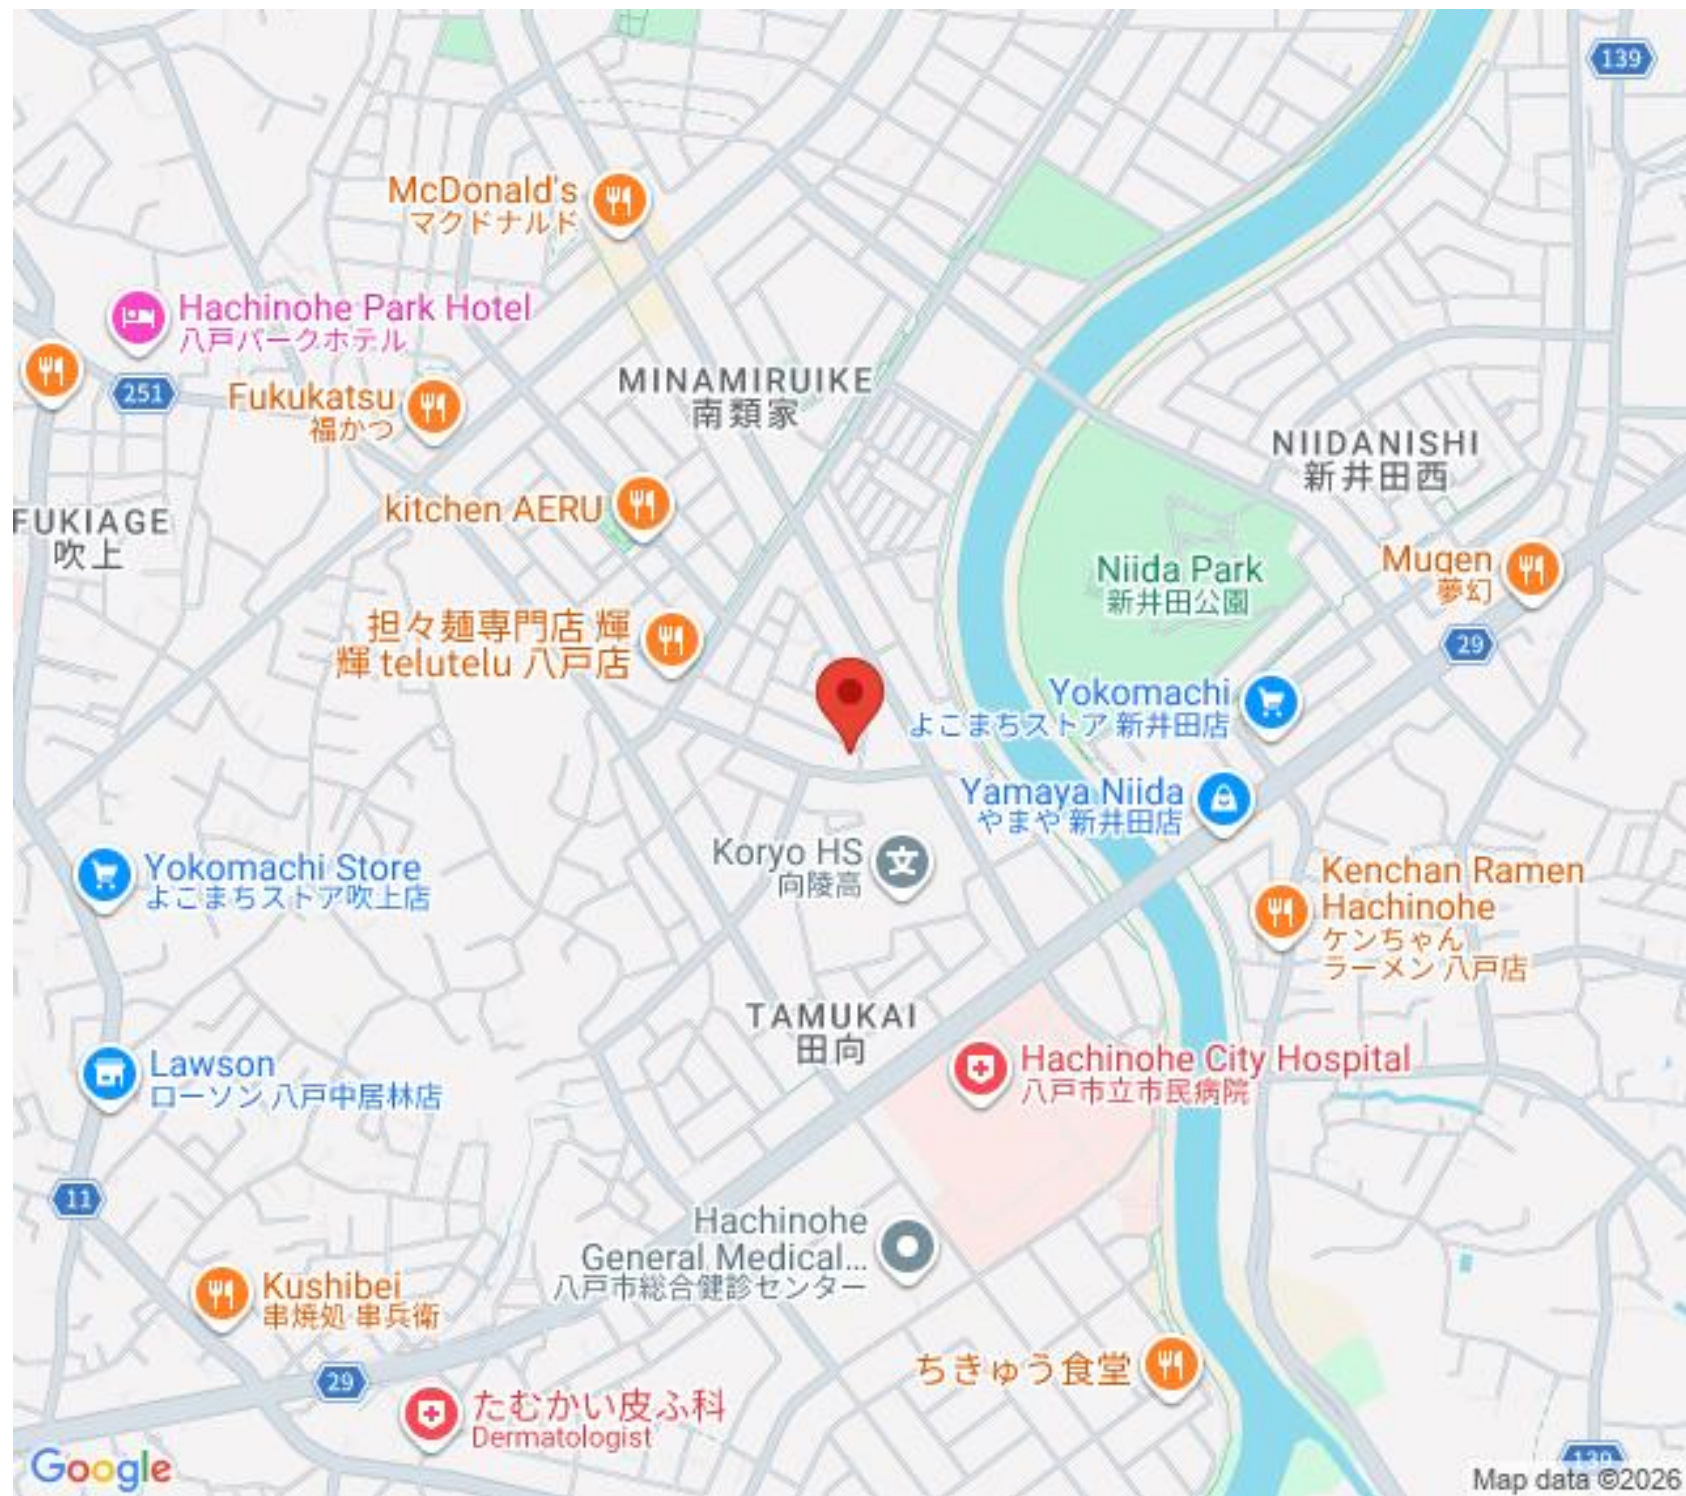 139
McDonald's
マクドナルド
Hachinohe Park Hotel
八戸パークホテル
251
MINAMIRUIKE
南類家
Fukukatsu
福かつ
NIIDANISHI
新井田西
kitchen AERU
FUKIAGE
吹上
Niida Park
新井田公園
Mugen
夢幻
担々麺専門店 輝
輝 telutelu 八戸店
29
Yokomachi
よこまちストア 新井田店
Yamaya Niida
やまや 新井田店
Koryo HS
向陵高
Yokomachi Store
よこまちストア吹上店
Kenchan Ramen
Hachinohe
ケンちゃん
ラーメン 八戸店
TAMUKAI
田向
Lawson
ローソン 八戸中居林店
Hachinohe City Hospital
八戸市立市民病院
11
Hachinohe
General Medical...
八戸市総合健診センター
Kushibei
串焼処 串兵衛
29
ちきゅう食堂
たむかい皮ふ科
Dermatologist
Google
139
Map data ©2026